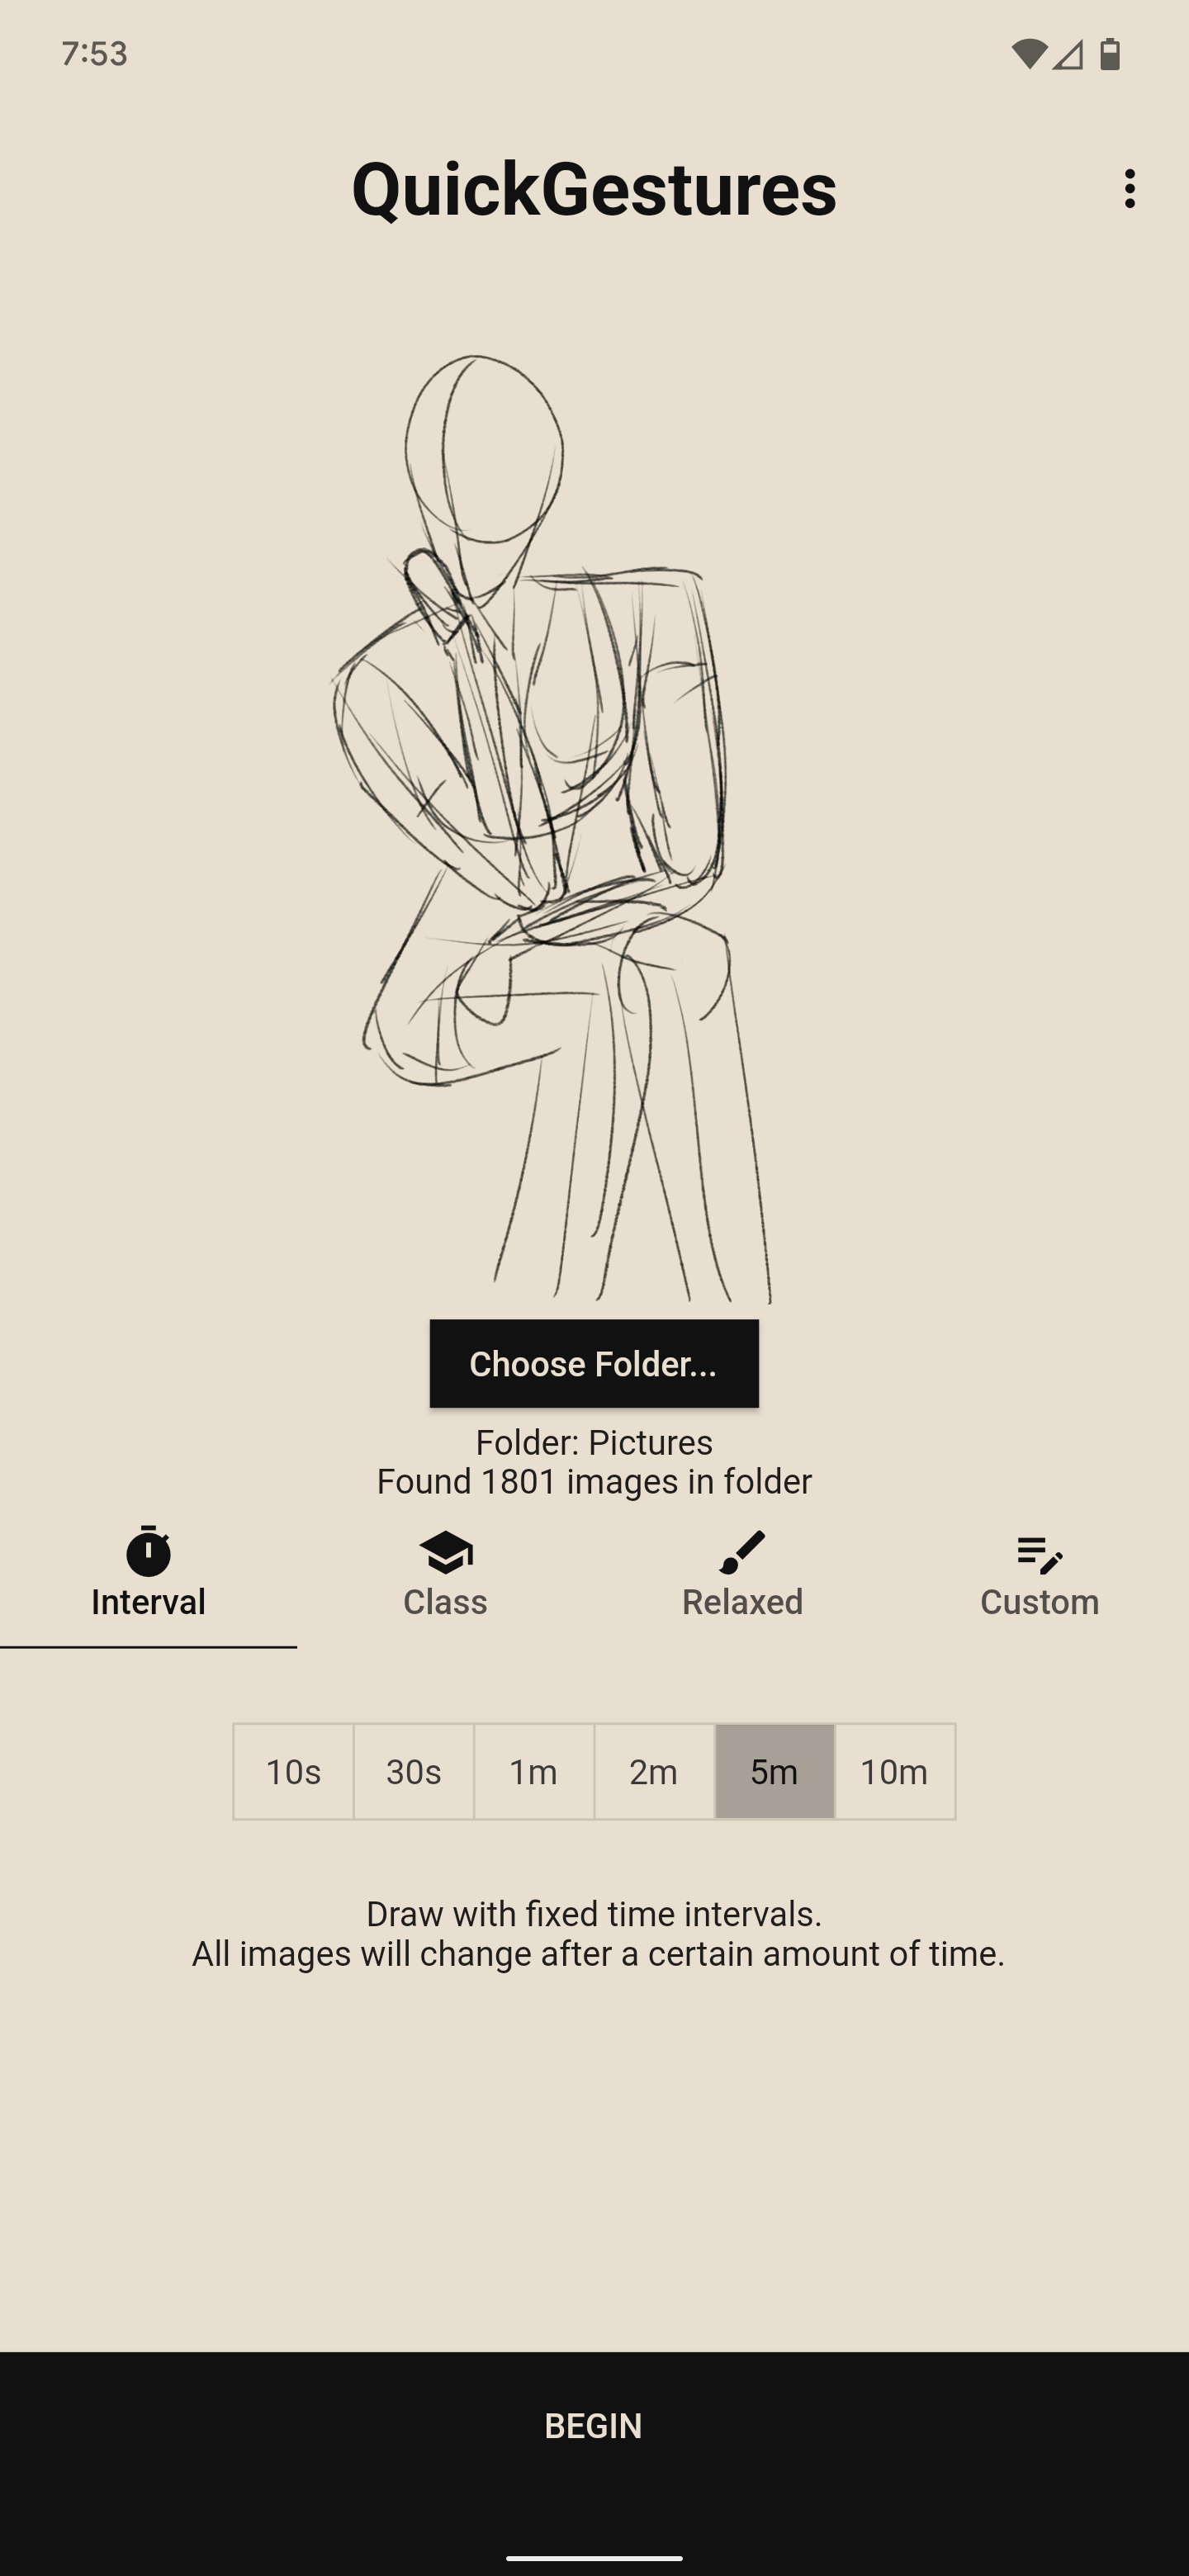 7:53
QuickGestures
Choose Folder...
Folder: Pictures
Found 1801 images in folder
Interval
Class
Relaxed
Custom
10s
30s
1m
2m
5m
10m
Draw with fixed time intervals.
All images will change after a certain amount of time.
BEGIN